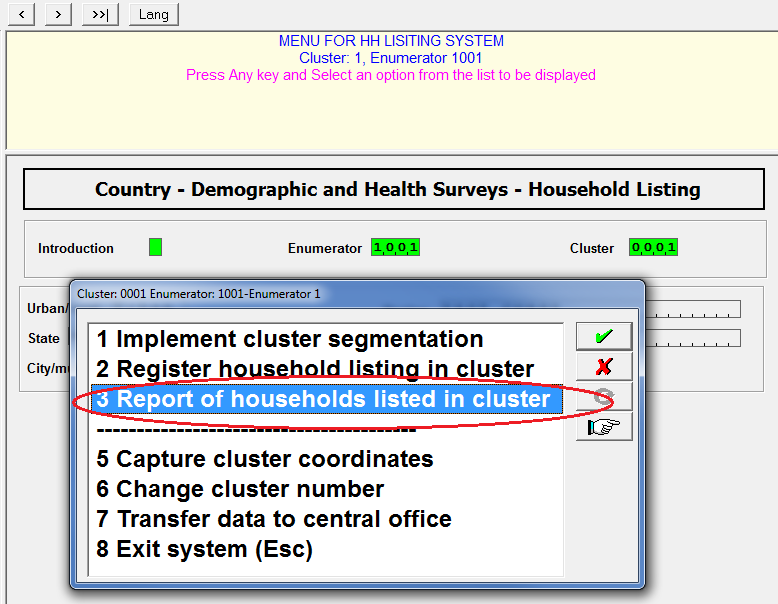 < > >>| Lang
MENU FOR HH LISITING SYSTEM
Cluster: 1, Enumerator 1001
Press Any key and Select an option from the list to be displayed
Country - Demographic and Health Surveys - Household Listing
Introduction Enumerator 1001 Cluster 0001
Urban/
State
City/mu
Cluster: 0001 Enumerator: 1001-Enumerator 1
1 Implement cluster segmentation
2 Register household listing in cluster
3 Report of households listed in cluster
----------------------------------------
5 Capture cluster coordinates
6 Change cluster number
7 Transfer data to central office
8 Exit system (Esc)